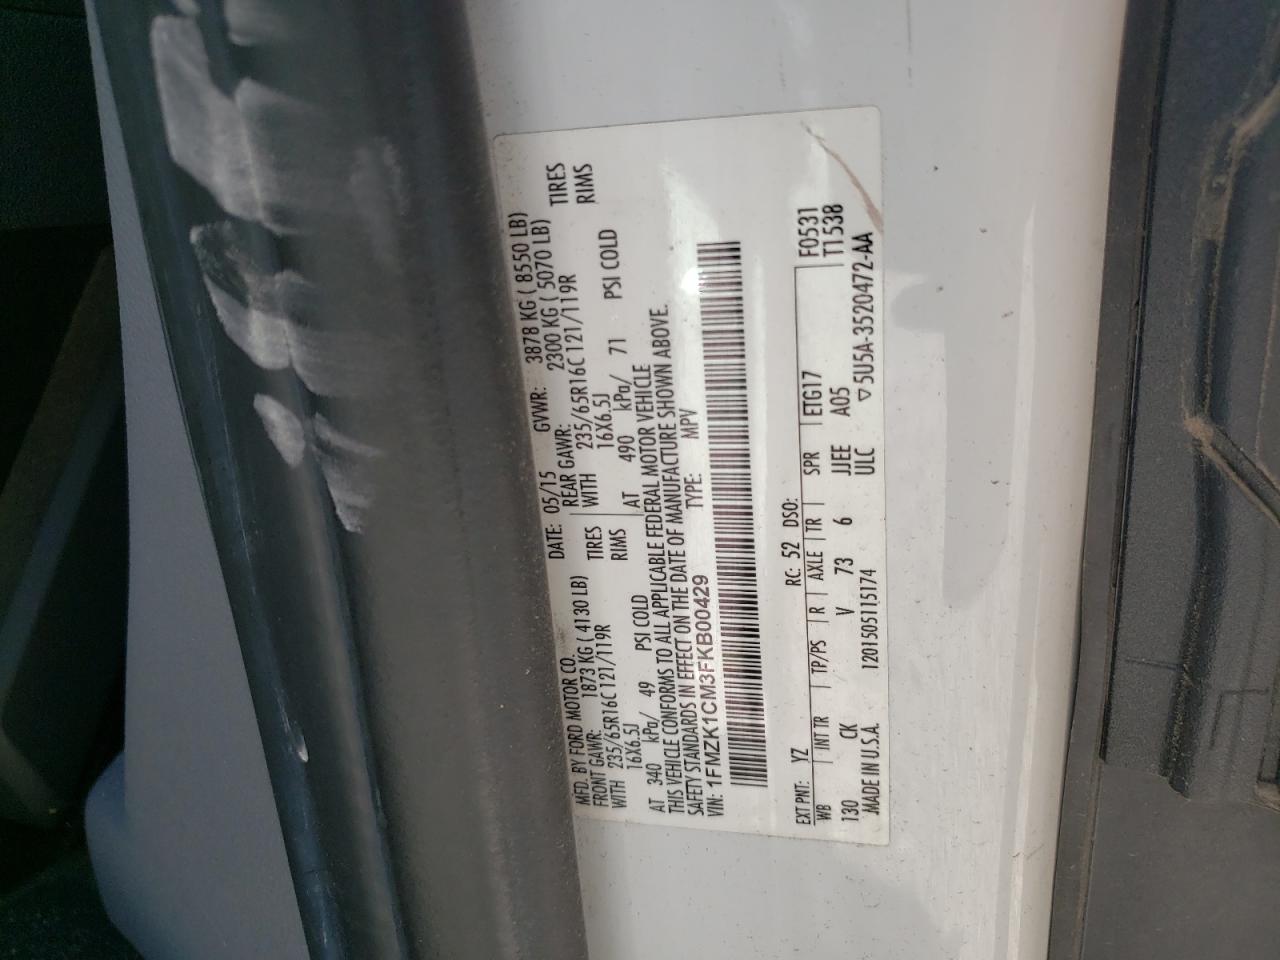 MFD. BY FORD MOTOR CO. DATE: 05/15 GVWR: 3878 KG ( 8550 LB)
FRONT GAWR: 1873 KG ( 4130 LB) REAR GAWR: 2300 KG ( 5070 LB)
WITH 235/65R16C 121/119R TIRES WITH 235/65R16C 121/119R TIRES
16X6.5J RIMS 16X6.5J RIMS
AT 340 kPa/ 49 PSI COLD AT 490 kPa/ 71 PSI COLD
THIS VEHICLE CONFORMS TO ALL APPLICABLE FEDERAL MOTOR VEHICLE
SAFETY STANDARDS IN EFFECT ON THE DATE OF MANUFACTURE SHOWN ABOVE.
VIN: 1FMZK1CM3FKB00429 TYPE: MPV
EXT PNT: YZ RC: 52 DSO: F0531
WB INT TR TP/PS R AXLE TR SPR ETG17 T1538
130 CK V 73 6 JJEE A05
MADE IN U.S.A. 1201505115174 ULC ▽5U5A-3520472-AA